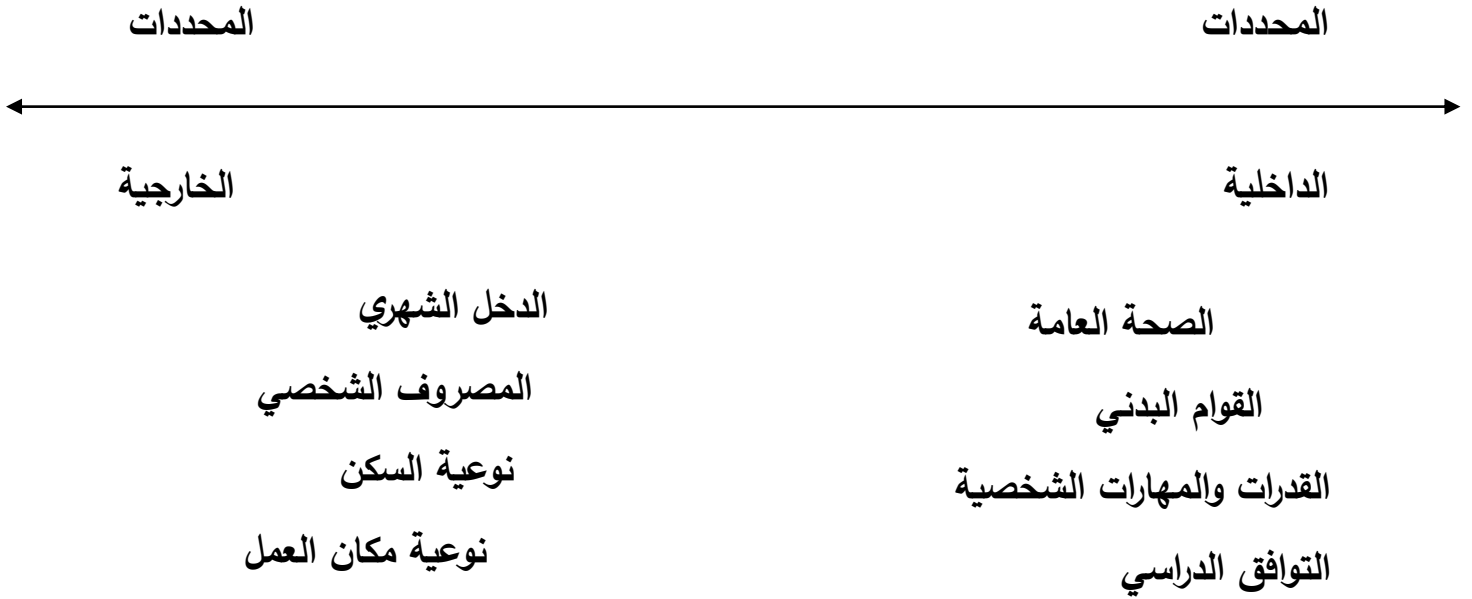 المحددات
المحددات
الداخلية
الخارجية
الصحة العامة
القوام البدني
القدرات والمهارات الشخصية
التوافق الدراسي
الدخل الشهري
المصروف الشخصي
نوعية السكن
نوعية مكان العمل